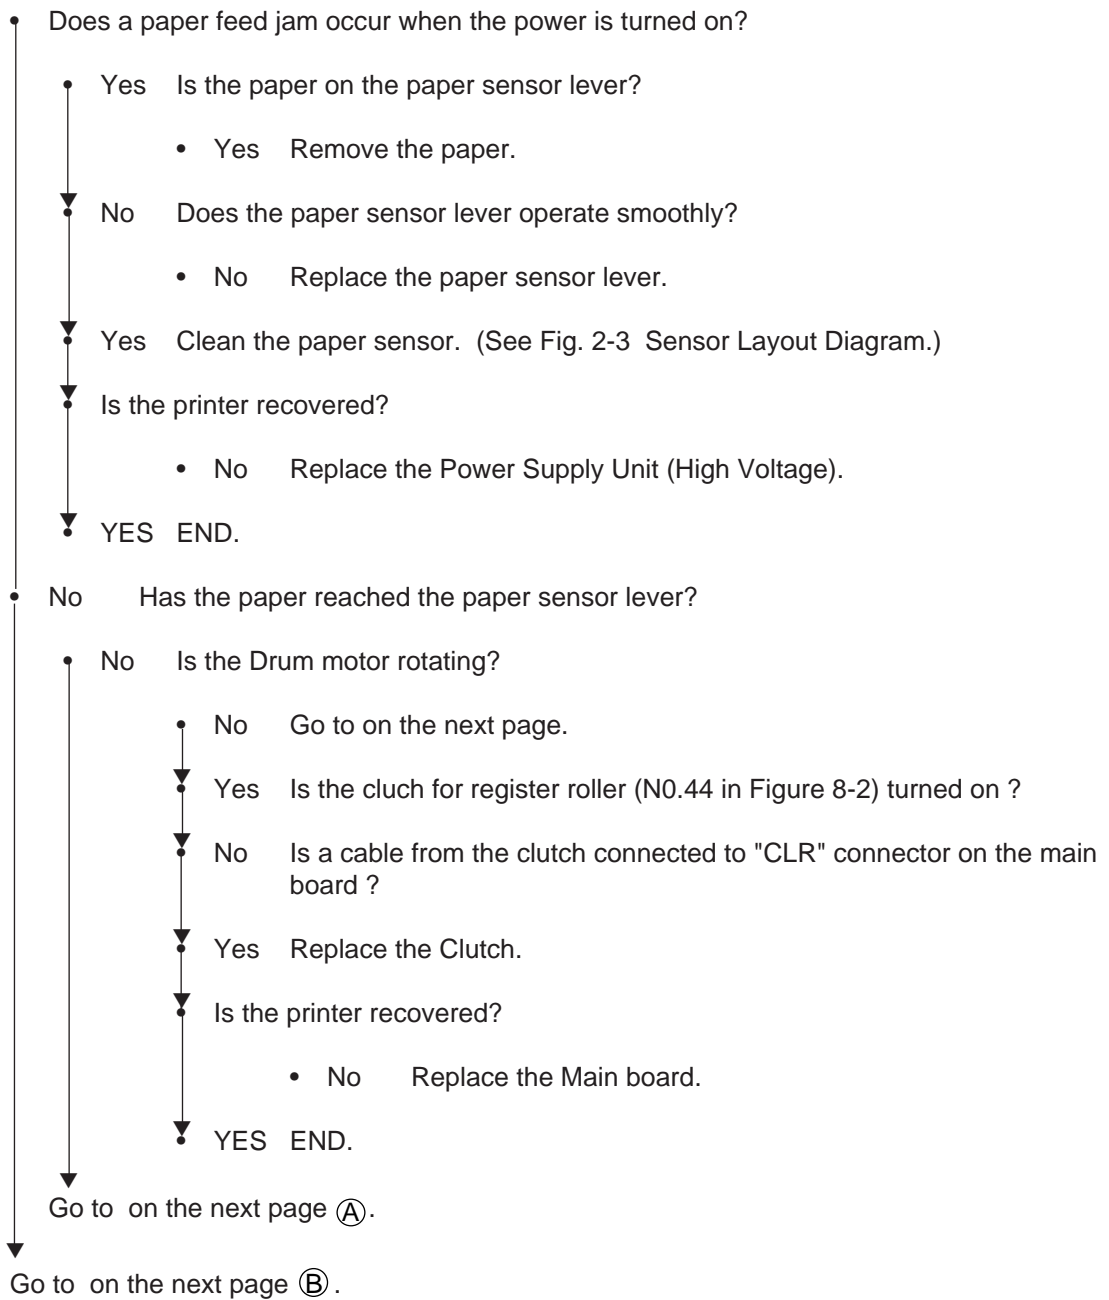 • Does a paper feed jam occur when the power is turned on?
• Yes Is the paper on the paper sensor lever?
• Yes Remove the paper.
• No Does the paper sensor lever operate smoothly?
• No Replace the paper sensor lever.
• Yes Clean the paper sensor. (See Fig. 2-3 Sensor Layout Diagram.)
• Is the printer recovered?
• No Replace the Power Supply Unit (High Voltage).
• YES END.
• No Has the paper reached the paper sensor lever?
• No Is the Drum motor rotating?
• No Go to on the next page.
• Yes Is the cluch for register roller (N0.44 in Figure 8-2) turned on ?
• No Is a cable from the clutch connected to "CLR" connector on the main
board ?
• Yes Replace the Clutch.
• Is the printer recovered?
• No Replace the Main board.
• YES END.
Go to on the next page Ⓐ.
Go to on the next page Ⓑ.